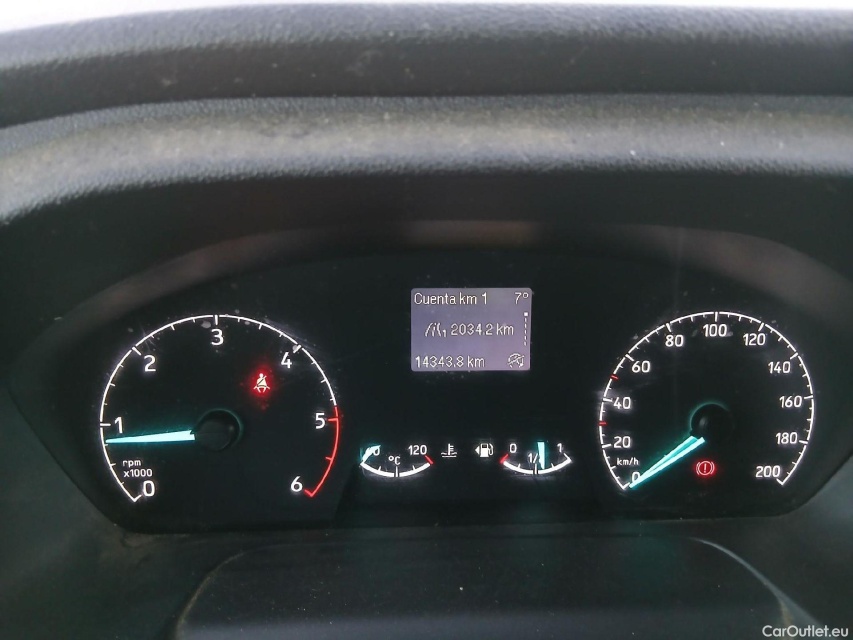 Cuenta km 1 7°
1 2034.2 km
14343.8 km
0 1 2 3 4 5 6
rpm
x1000
120
°C
0 1/ 1
0 20 40 60 80 100 120 140 160 180 200
km/h
CarOutlet.eu